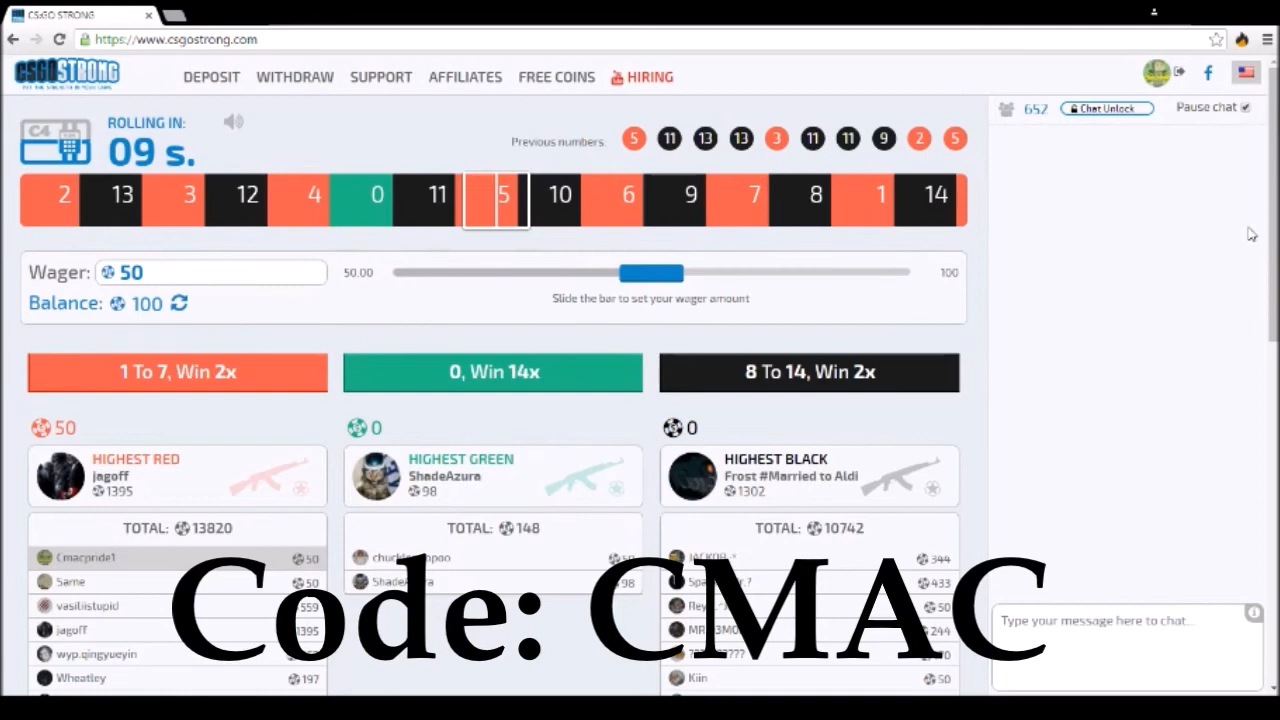 CS:GO STRONG
https://www.csgostrong.com
CSGOSTRONG
DEPOSIT WITHDRAW SUPPORT AFFILIATES FREE COINS HIRING
652 Chat Unlock Pause chat
C4
ROLLING IN:
09 s.
Previous numbers: 5 11 13 13 3 11 11 9 2 5
2 13 3 12 4 0 11 5 10 6 9 7 8 1 14
Wager: 50 50.00 100
Balance: 100
Slide the bar to set your wager amount
1 To 7, Win 2x
0, Win 14x
8 To 14, Win 2x
50
0
0
HIGHEST RED
jagoff
1395
HIGHEST GREEN
ShadeAzura
98
HIGHEST BLACK
Frost #Married to Aldi
1302
TOTAL: 13820
TOTAL: 148
TOTAL: 10742
Cmacpride1 50
Same 50
vasiliistupid 559
jagoff 1395
wyp.qingyueyin
Wheatley 197
344
433
50
244
Kiin 50
Type your message here to chat...
Code: CMAC